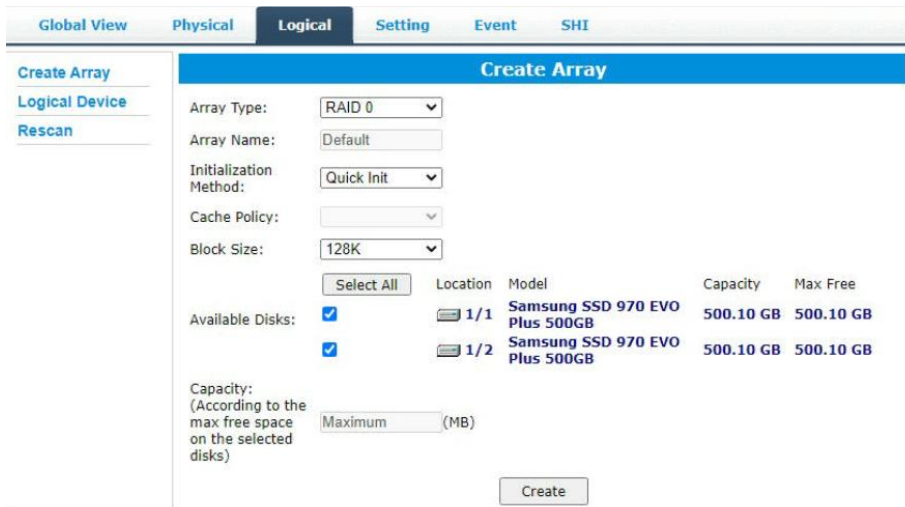 Global View Physical Logical Setting Event SHI
Create Array
Logical Device
Rescan
Create Array
Array Type: RAID 0
Array Name: Default
Initialization
Method: Quick Init
Cache Policy:
Block Size: 128K
Select All Location Model Capacity Max Free
Available Disks:
1/1 Samsung SSD 970 EVO
Plus 500GB 500.10 GB 500.10 GB
1/2 Samsung SSD 970 EVO
Plus 500GB 500.10 GB 500.10 GB
Capacity:
(According to the
max free space
on the selected
disks)
Maximum (MB)
Create